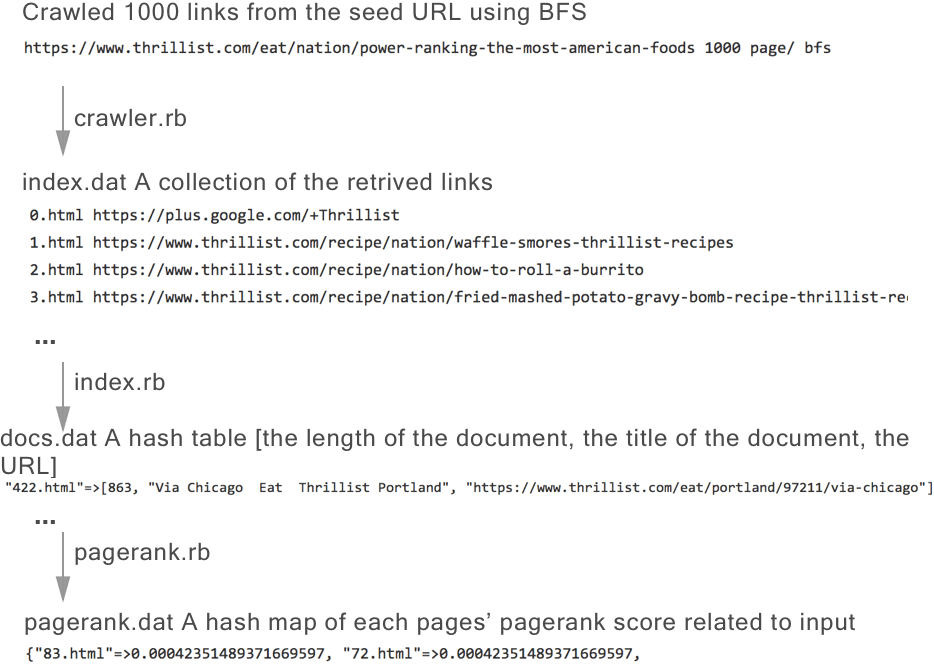 Crawled 1000 links from the seed URL using BFS
https://www.thrillist.com/eat/nation/power-ranking-the-most-american-foods 1000 page/ bfs
crawler.rb
index.dat A collection of the retrived links
0.html https://plus.google.com/+Thrillist
1.html https://www.thrillist.com/recipe/nation/waffle-smores-thrillist-recipes
2.html https://www.thrillist.com/recipe/nation/how-to-roll-a-burrito
3.html https://www.thrillist.com/recipe/nation/fried-mashed-potato-gravy-bomb-recipe-thrillist-re
...
index.rb
docs.dat A hash table [the length of the document, the title of the document, the
URL]
"422.html"=>[863, "Via Chicago  Eat  Thrillist Portland", "https://www.thrillist.com/eat/portland/97211/via-chicago"]
...
pagerank.rb
pagerank.dat A hash map of each pages’ pagerank score related to input
{"83.html"=>0.00042351489371669597, "72.html"=>0.00042351489371669597,